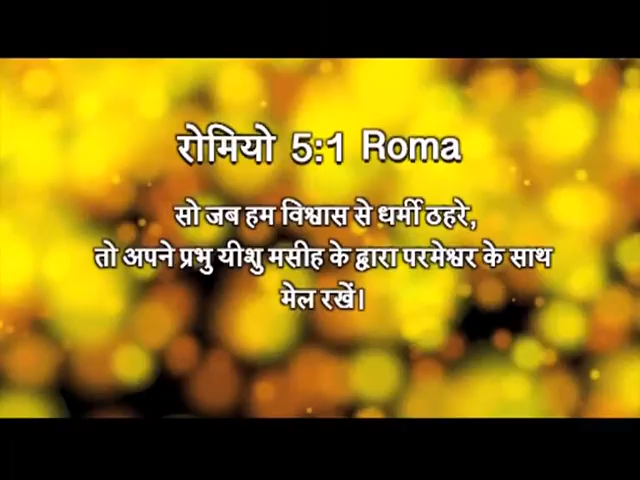 रोमियो 5:1 Roma
सो जब हम विश्वास से धर्मी ठहरे,
तो अपने प्रभु यीशु मसीह के द्वारा परमेश्वर के साथ
मेल रखें।